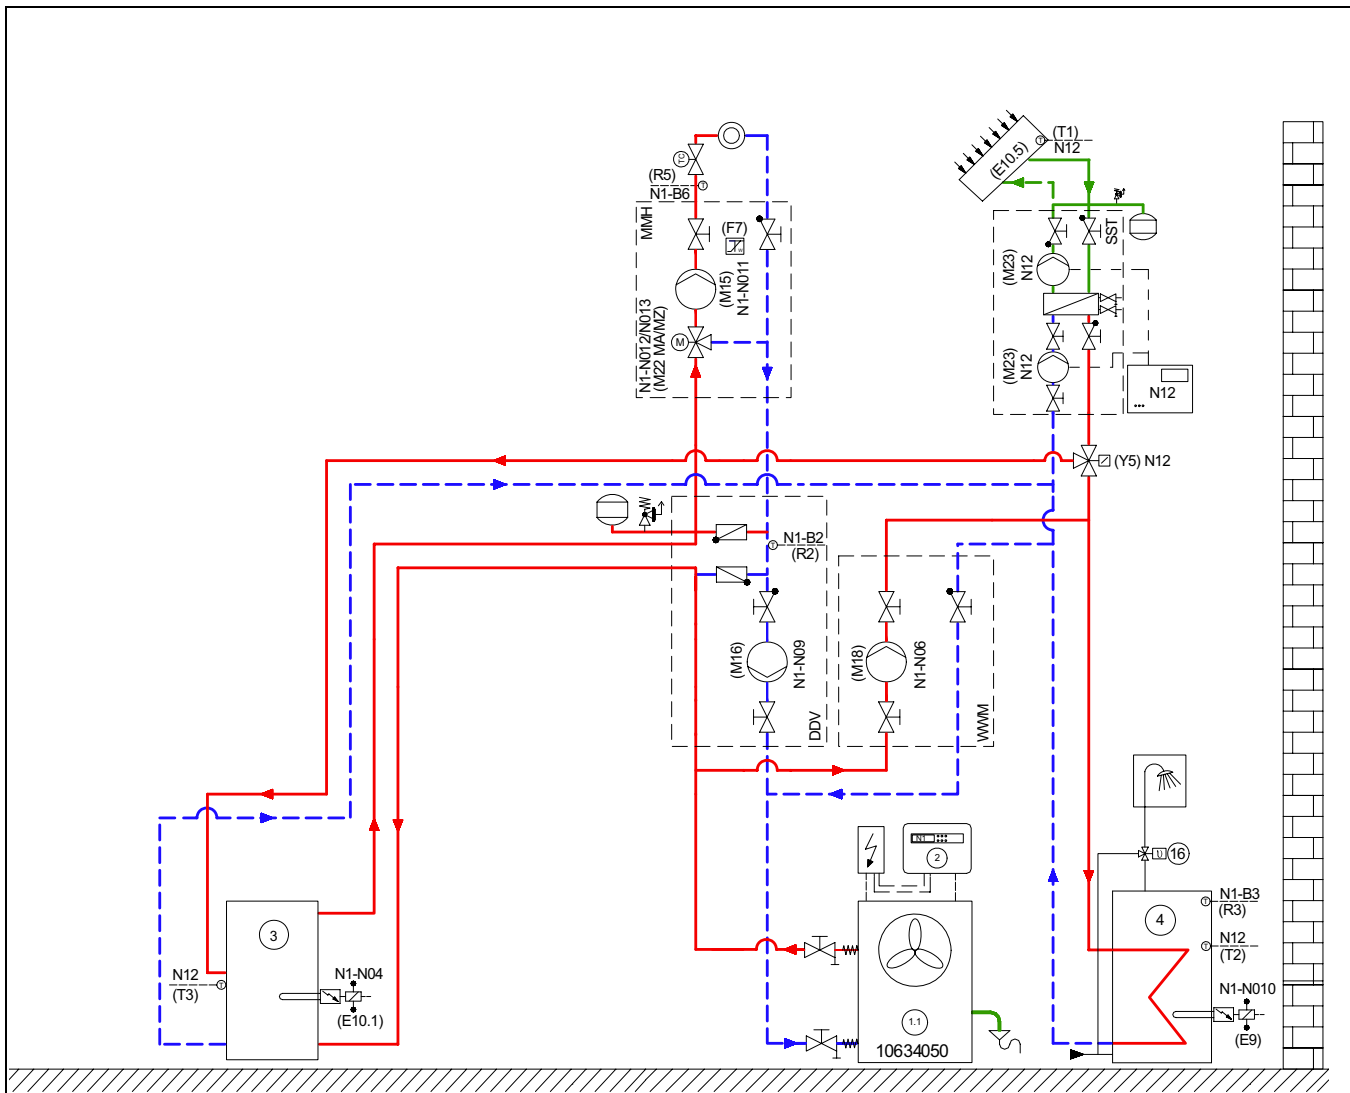 (T1)
N12
(E10.5)
TC
(R5)
T
N1-B6
T
MMH
(F7)
W
(M15)
N1-N011
N1-N012/N013
(M22 MA/MZ)
M
SST
(M23)
N12
(M23)
N12
N12
(Y5) N12
N1-B2
(R2)
T
(M16)
N1-N09
DDV
(M18)
N1-N06
WWM
N1
2
16
3
N12
(T3)
T
N1-N04
(E10.1)
1.1
10634050
4
T
N1-B3
(R3)
T
N12
(T2)
N1-N010
(E9)